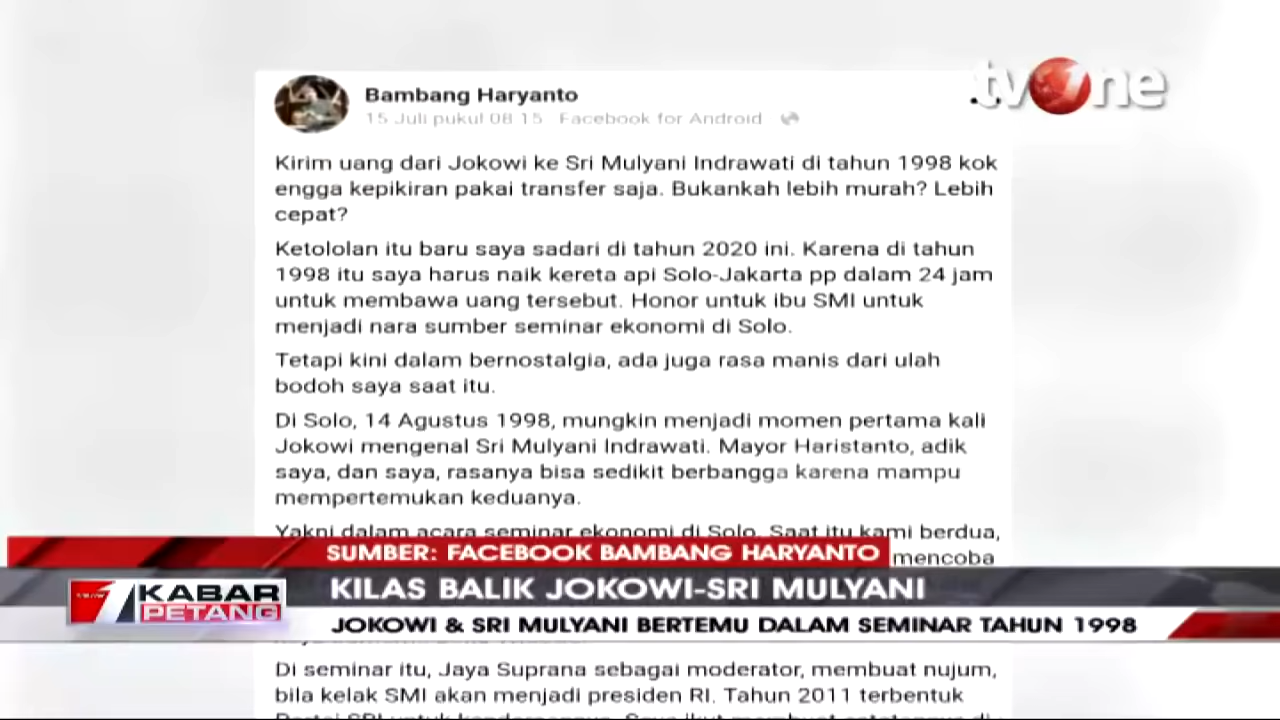 Bambang Haryanto
tvOne
15 Juli pukul 08 15 Facebook for Android
Kirim uang dari Jokowi ke Sri Mulyani Indrawati di tahun 1998 kok
engga kepikiran pakai transfer saja. Bukankah lebih murah? Lebih
cepat?
Ketololan itu baru saya sadari di tahun 2020 ini. Karena di tahun
1998 itu saya harus naik kereta api Solo-Jakarta pp dalam 24 jam
untuk membawa uang tersebut. Honor untuk ibu SMI untuk
menjadi nara sumber seminar ekonomi di Solo.
Tetapi kini dalam bernostalgia, ada juga rasa manis dari ulah
bodoh saya saat itu.
Di Solo, 14 Agustus 1998, mungkin menjadi momen pertama kali
Jokowi mengenal Sri Mulyani Indrawati. Mayor Haristanto, adik
saya, dan saya, rasanya bisa sedikit berbangga karena mampu
mempertemukan keduanya.
Yakni dalam acara seminar ekonomi di Solo. Saat itu kami berdua,
mencoba
SUMBER: FACEBOOK BAMBANG HARYANTO
KILAS BALIK JOKOWI-SRI MULYANI
KABAR
PETANG
JOKOWI & SRI MULYANI BERTEMU DALAM SEMINAR TAHUN 1998
Di seminar itu, Jaya Suprana sebagai moderator, membuat nujum,
bila kelak SMI akan menjadi presiden RI. Tahun 2011 terbentuk